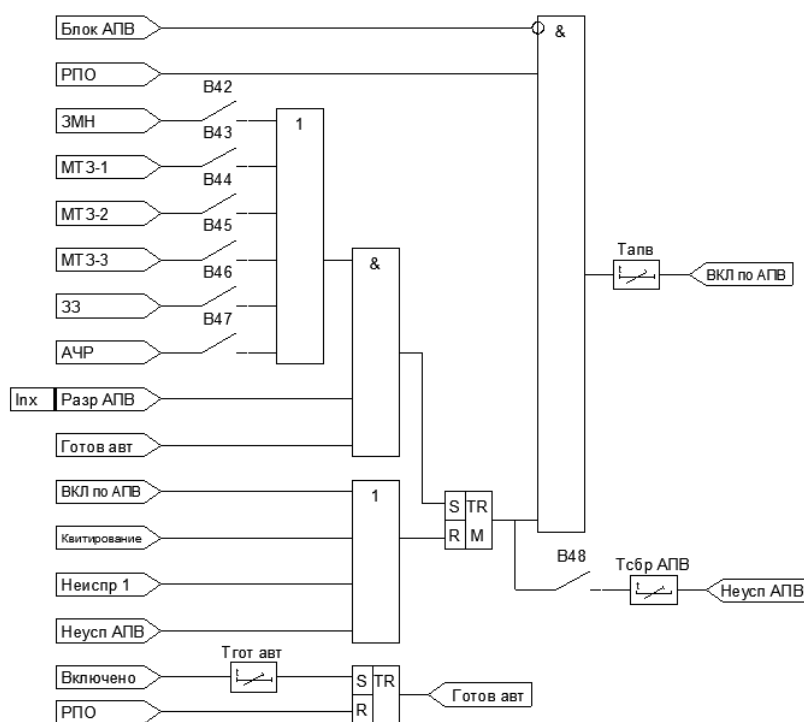 Блок АПВ
&
РПО
В42
ЗМН
1
В43
МТЗ-1
В44
МТЗ-2
В45
МТЗ-3
&
Тапв
t
ВКЛ по АПВ
В46
ЗЗ
В47
АЧР
Inx
Разр АПВ
Готов авт
ВКЛ по АПВ
1
S
TR
Квитирование
R
M
В48
Тсбр АПВ
Неиспр 1
t
Неусп АПВ
Неусп АПВ
Тгот авт
Включено
t
S
TR
Готов авт
РПО
R